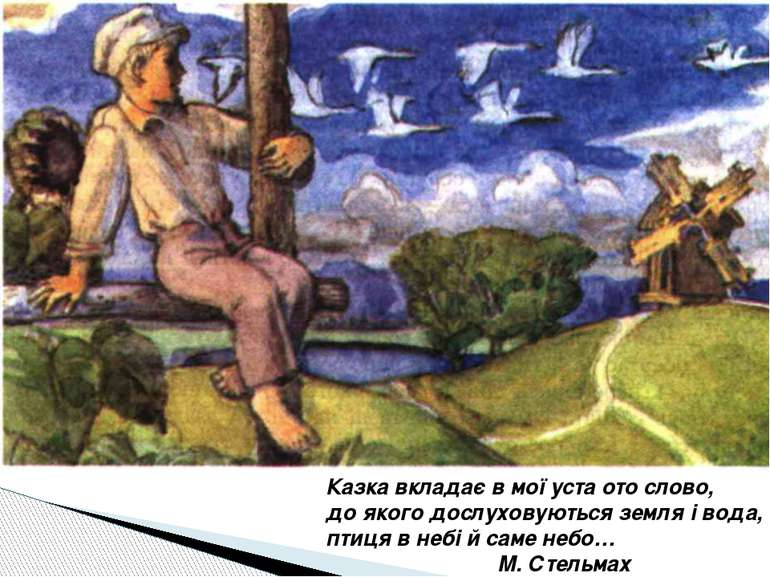 Казка вкладає в мої уста ото слово,
до якого дослуховуються земля і вода,
птиця в небі й саме небо…
М. Стельмах